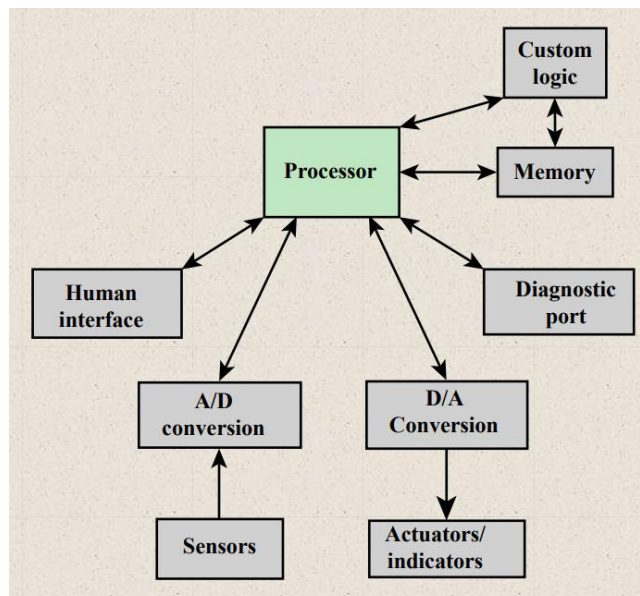 Custom
logic
Processor
Memory
Human
interface
Diagnostic
port
A/D
conversion
D/A
Conversion
Sensors
Actuators/
indicators